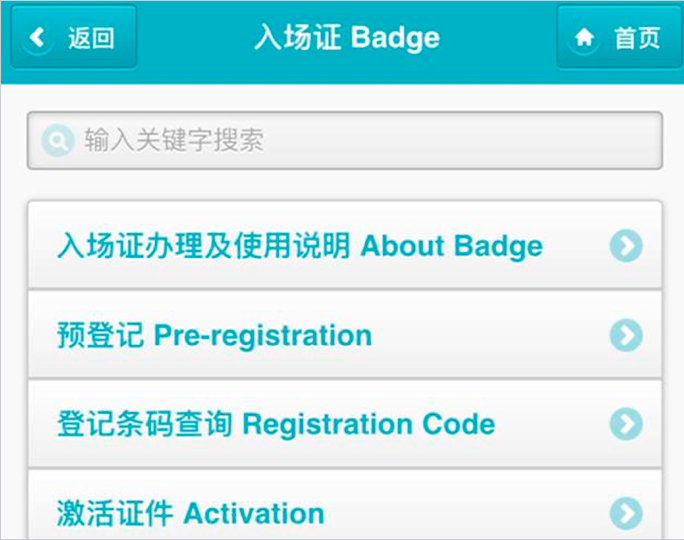 返回 入场证 Badge 首页
输入关键字搜索
入场证办理及使用说明 About Badge
预登记 Pre-registration
登记条码查询 Registration Code
激活证件 Activation